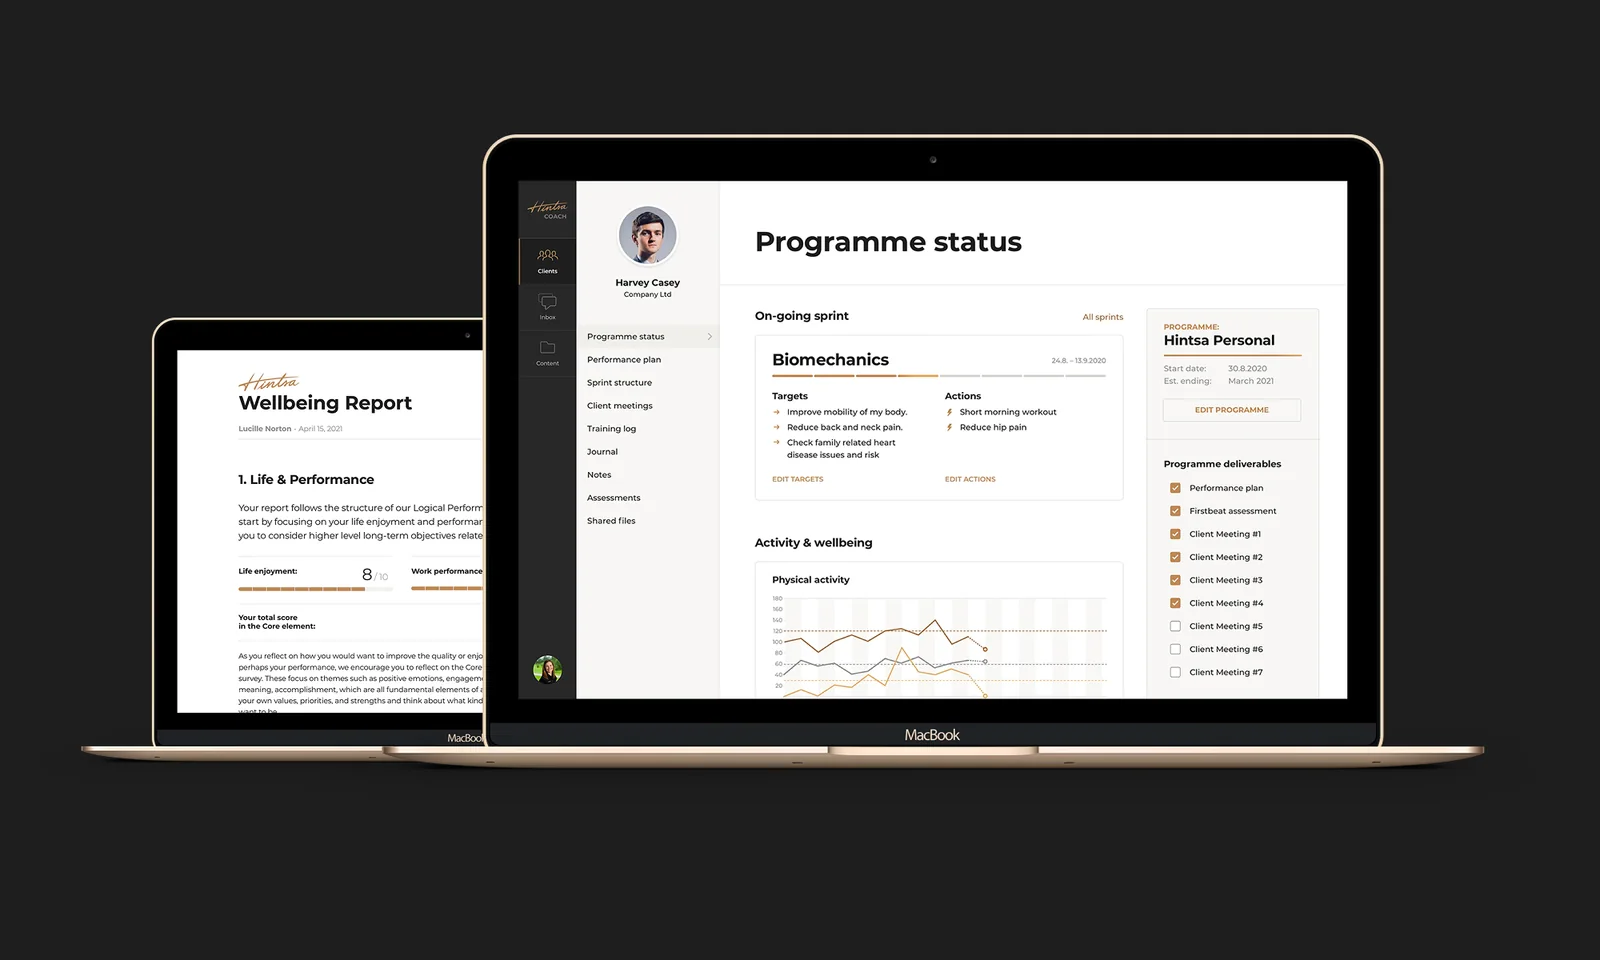 Hintsa
Wellbeing Report
Lucille Norton - April 15, 2021
1. Life & Performance
Your report follows the structure of our Logical Perform
start by focusing on your life enjoyment and performan
you to consider higher level long-term objectives relate
Life enjoyment:
8/10
Work performance
Your total score
in the Core element:
As you reflect on how you would want to improve the quality or enjo
perhaps your performance, we encourage you to reflect on the Core
survey. These focus on themes such as positive emotions, engagem
meaning, accomplishment, which are all fundamental elements of a
your own values, priorities, and strengths and think about what kind
want to be
MacBook
Hintsa
COACH
Clients
Inbox
Content
Harvey Casey
Company Ltd
Programme status
Performance plan
Sprint structure
Client meetings
Training log
Journal
Notes
Assessments
Shared files
Programme status
On-going sprint
All sprints
Biomechanics
24.8. – 13.9.2020
Targets
Improve mobility of my body.
Reduce back and neck pain.
Check family related heart
disease issues and risk
EDIT TARGETS
Actions
Short morning workout
Reduce hip pain
EDIT ACTIONS
Activity & wellbeing
Physical activity
180
160
140
120
100
80
60
40
20
PROGRAMME:
Hintsa Personal
Start date: 30.8.2020
Est. ending: March 2021
EDIT PROGRAMME
Programme deliverables
Performance plan
Firstbeat assessment
Client Meeting #1
Client Meeting #2
Client Meeting #3
Client Meeting #4
Client Meeting #5
Client Meeting #6
Client Meeting #7
MacBook